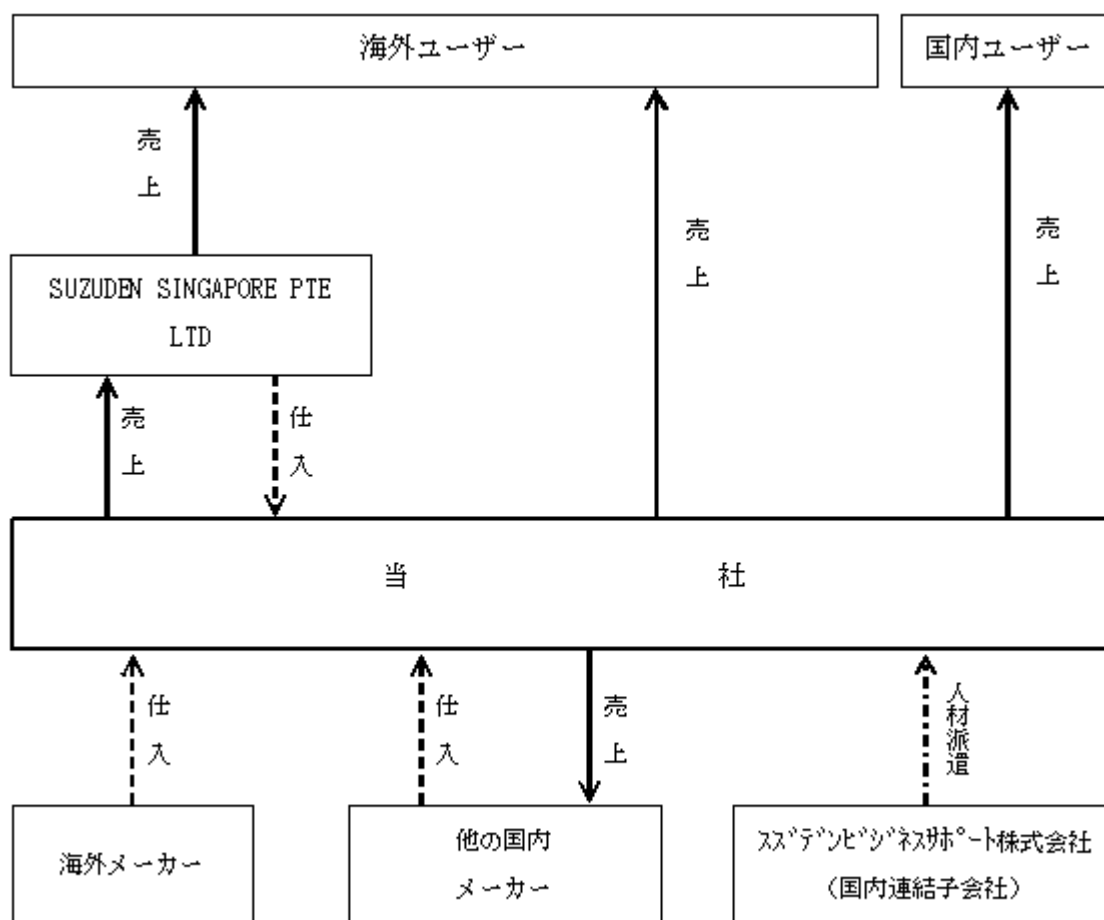 海外ユーザー
国内ユーザー
売上
売上
売上
SUZUDEN SINGAPORE PTE
LTD
売上
仕入
当社
仕入
仕入
売上
人材派遣
海外メーカー
他の国内
メーカー
ｽｽﾞﾃﾞﾝﾋﾞｼﾞﾈｽｻﾎﾟｰﾄ株式会社
（国内連結子会社）